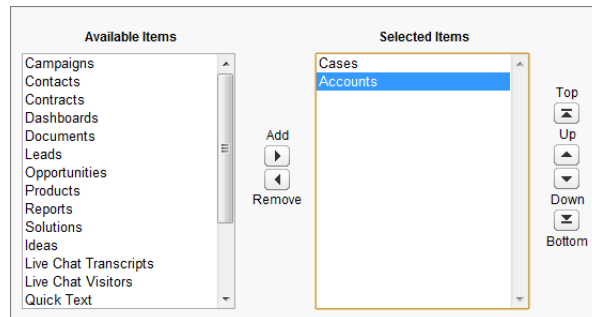 Available Items
Selected Items
Campaigns
Contacts
Contracts
Dashboards
Documents
Leads
Opportunities
Products
Reports
Solutions
Ideas
Live Chat Transcripts
Live Chat Visitors
Quick Text
Add
Remove
Cases
Accounts
Top
Up
Down
Bottom